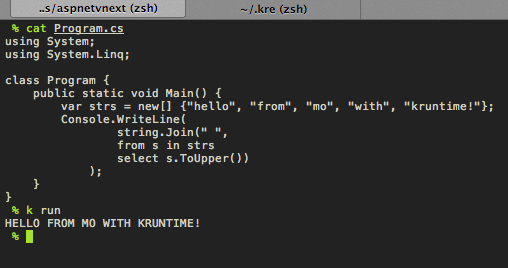 ..s/aspnetvnext (zsh)
~/.kre (zsh)
% cat Program.cs
using System;
using System.Linq;
class Program {
public static void Main() {
var strs = new[] {"hello", "from", "mo", "with", "kruntime!"};
Console.WriteLine(
string.Join(" ",
from s in strs
select s.ToUpper())
);
}
}
% k run
HELLO FROM MO WITH KRUNTIME!
%